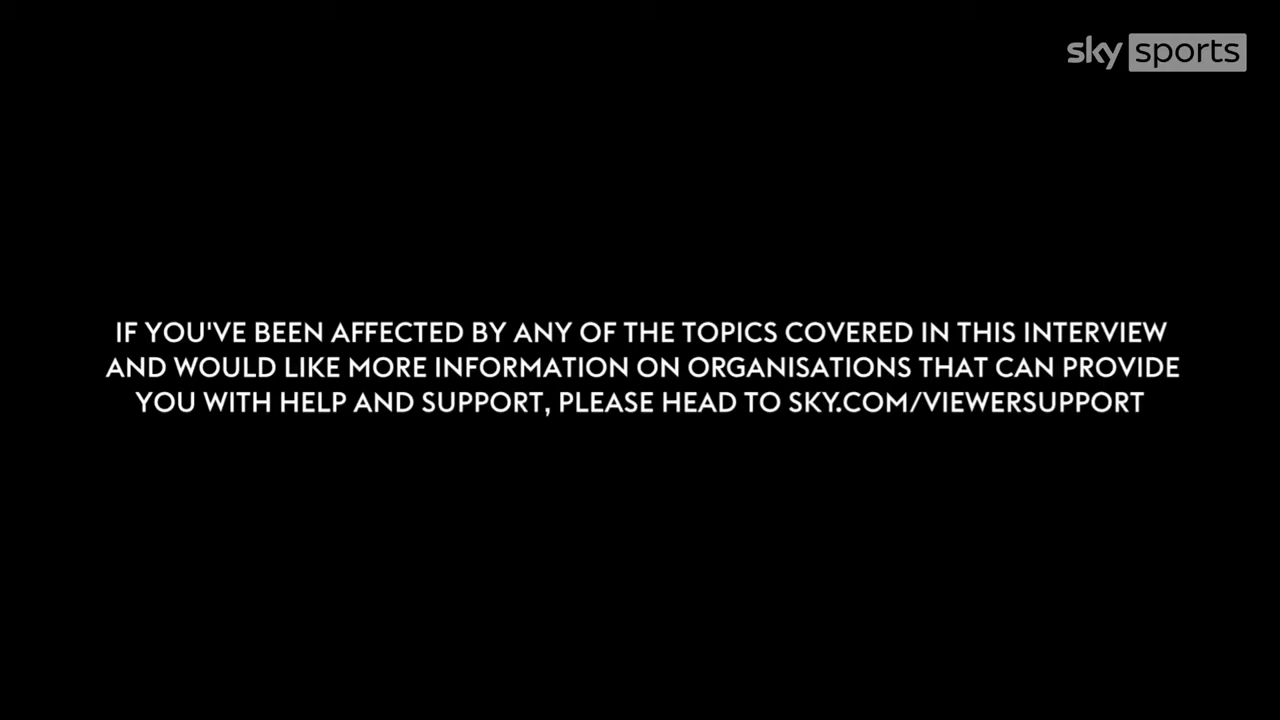 sky sports
IF YOU'VE BEEN AFFECTED BY ANY OF THE TOPICS COVERED IN THIS INTERVIEW
AND WOULD LIKE MORE INFORMATION ON ORGANISATIONS THAT CAN PROVIDE
YOU WITH HELP AND SUPPORT, PLEASE HEAD TO SKY.COM/VIEWERSUPPORT